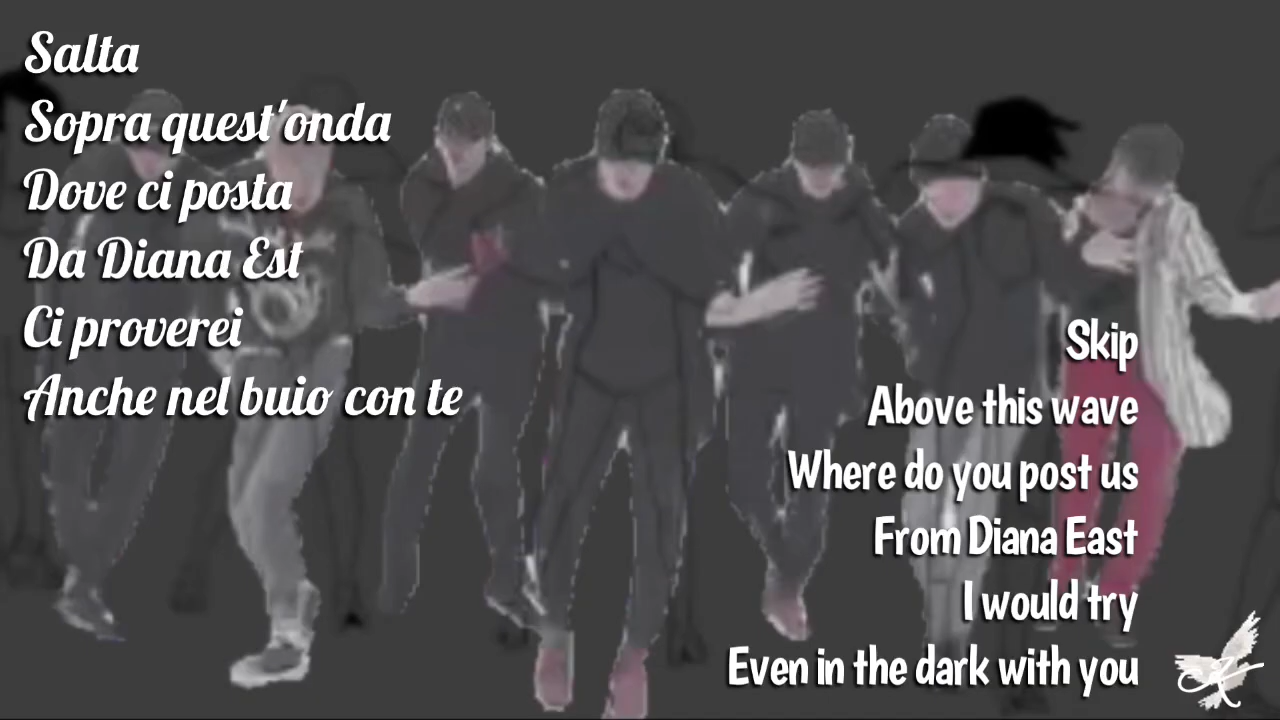 Salta
Sopra quest'onda
Dove ci posta
Da Diana Est
Ci proverei
Anche nel buio con te
Skip
Above this wave
Where do you post us
From Diana East
I would try
Even in the dark with you